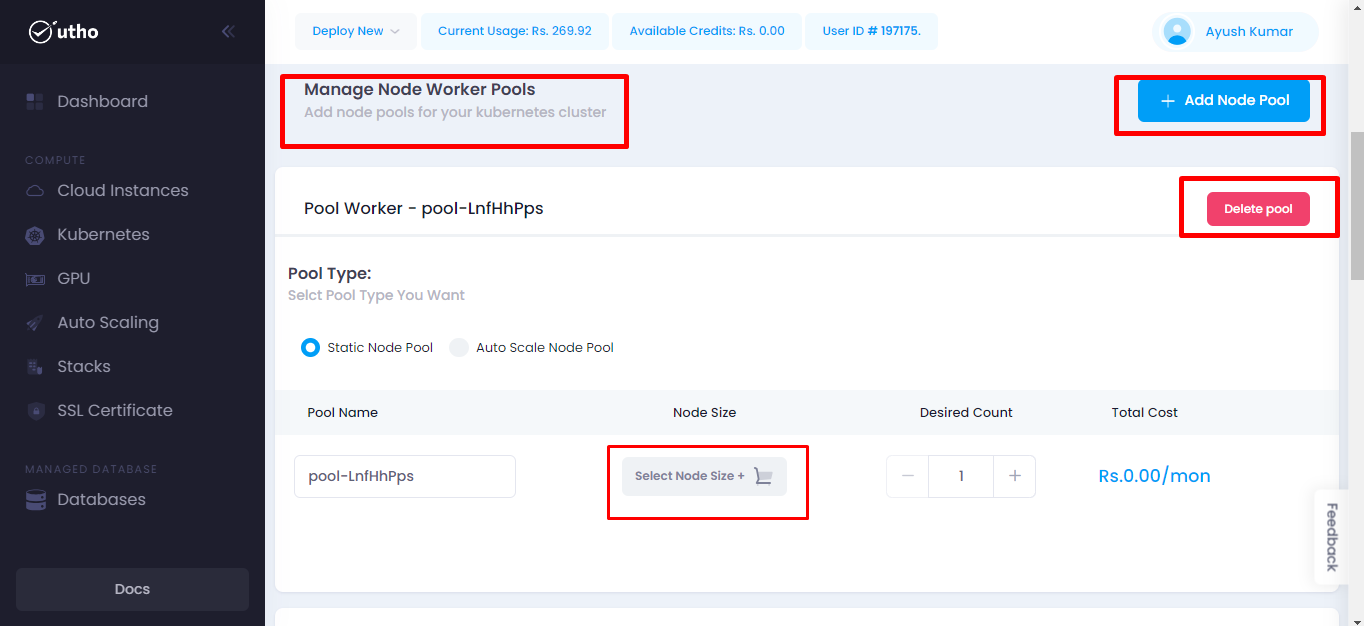 utho
Deploy New
Current Usage: Rs. 269.92
Available Credits: Rs. 0.00
User ID # 197175.
Ayush Kumar
Dashboard
COMPUTE
Cloud Instances
Kubernetes
GPU
Auto Scaling
Stacks
SSL Certificate
MANAGED DATABASE
Databases
Docs
Manage Node Worker Pools
Add node pools for your kubernetes cluster
+ Add Node Pool
Pool Worker - pool-LnfHhPps
Delete pool
Pool Type:
Selct Pool Type You Want
Static Node Pool
Auto Scale Node Pool
Pool Name
Node Size
Desired Count
Total Cost
pool-LnfHhPps
Select Node Size +
− 1 +
Rs.0.00/mon
Feedback